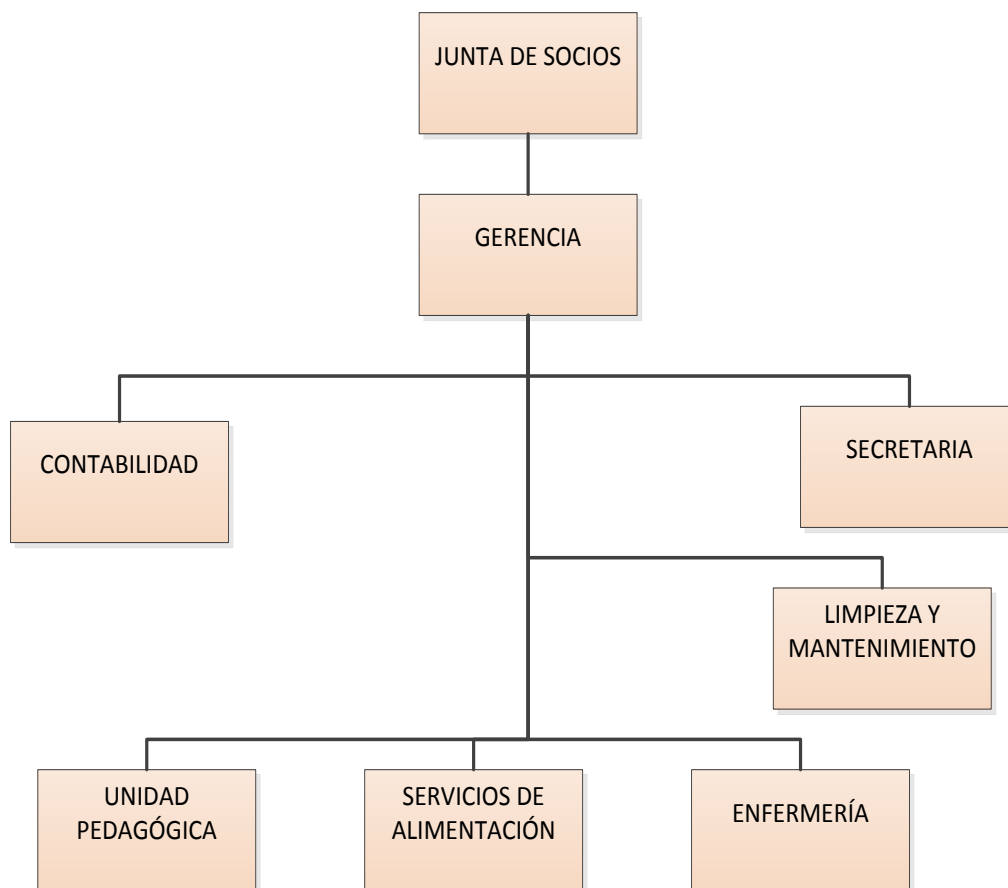 JUNTA DE SOCIOS
GERENCIA
CONTABILIDAD
SECRETARIA
LIMPIEZA Y
MANTENIMIENTO
UNIDAD
PEDAGÓGICA
SERVICIOS DE
ALIMENTACIÓN
ENFERMERÍA